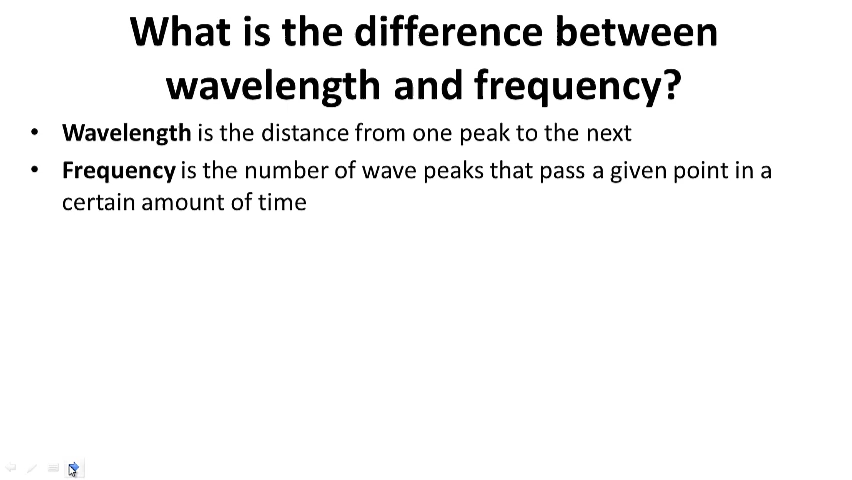 What is the difference between
wavelength and frequency?
• Wavelength is the distance from one peak to the next
• Frequency is the number of wave peaks that pass a given point in a
certain amount of time